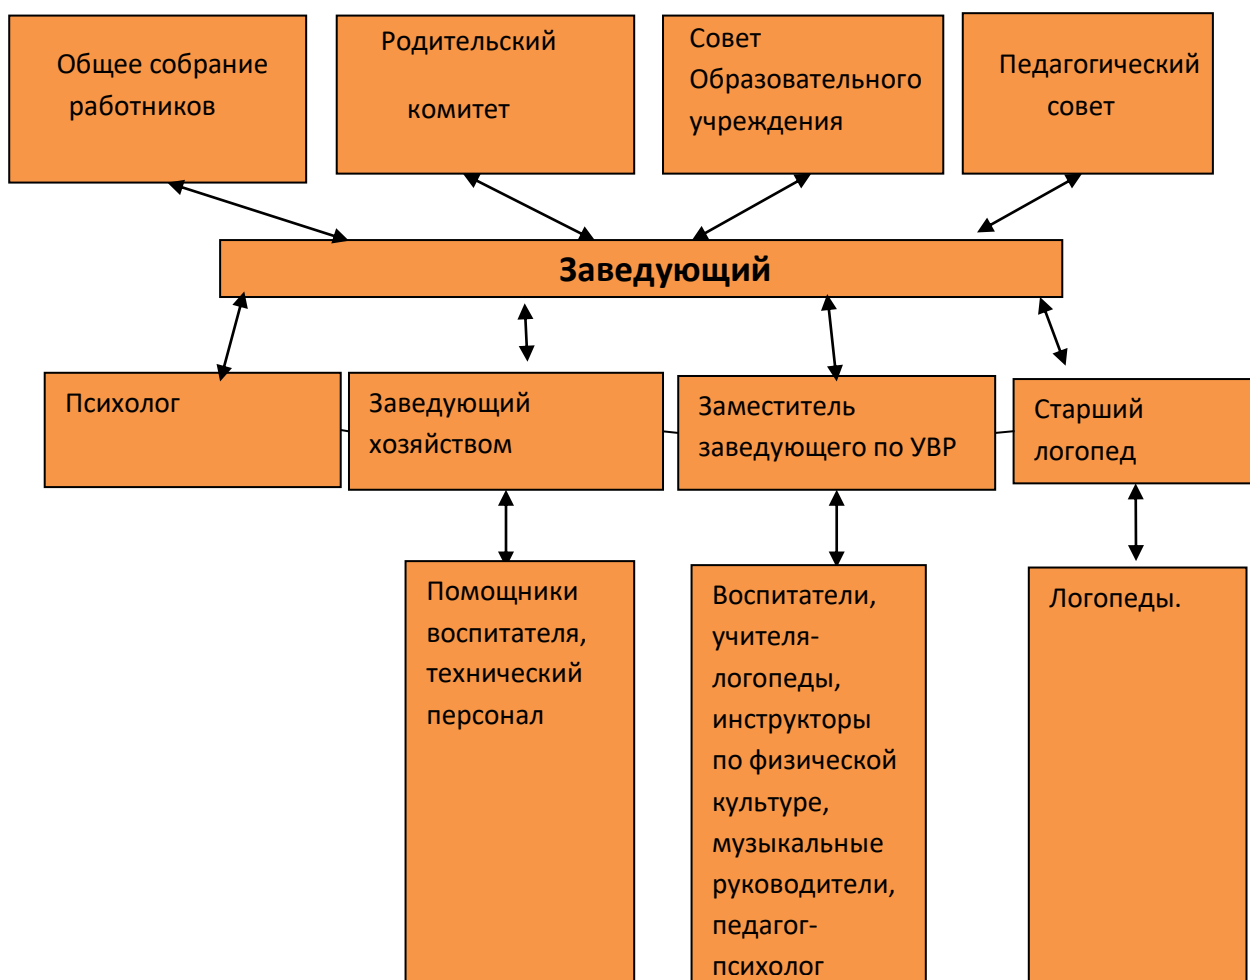 Общее собрание
работников
Родительский
комитет
Совет
Образовательного
учреждения
Педагогический
совет
Заведующий
Психолог
Заведующий
хозяйством
Заместитель
заведующего по УВР
Старший
логопед
Помощники
воспитателя,
технический
персонал
Воспитатели,
учителя-
логопеды,
инструкторы
по физической
культуре,
музыкальные
руководители,
педагог-
психолог
Логопеды.